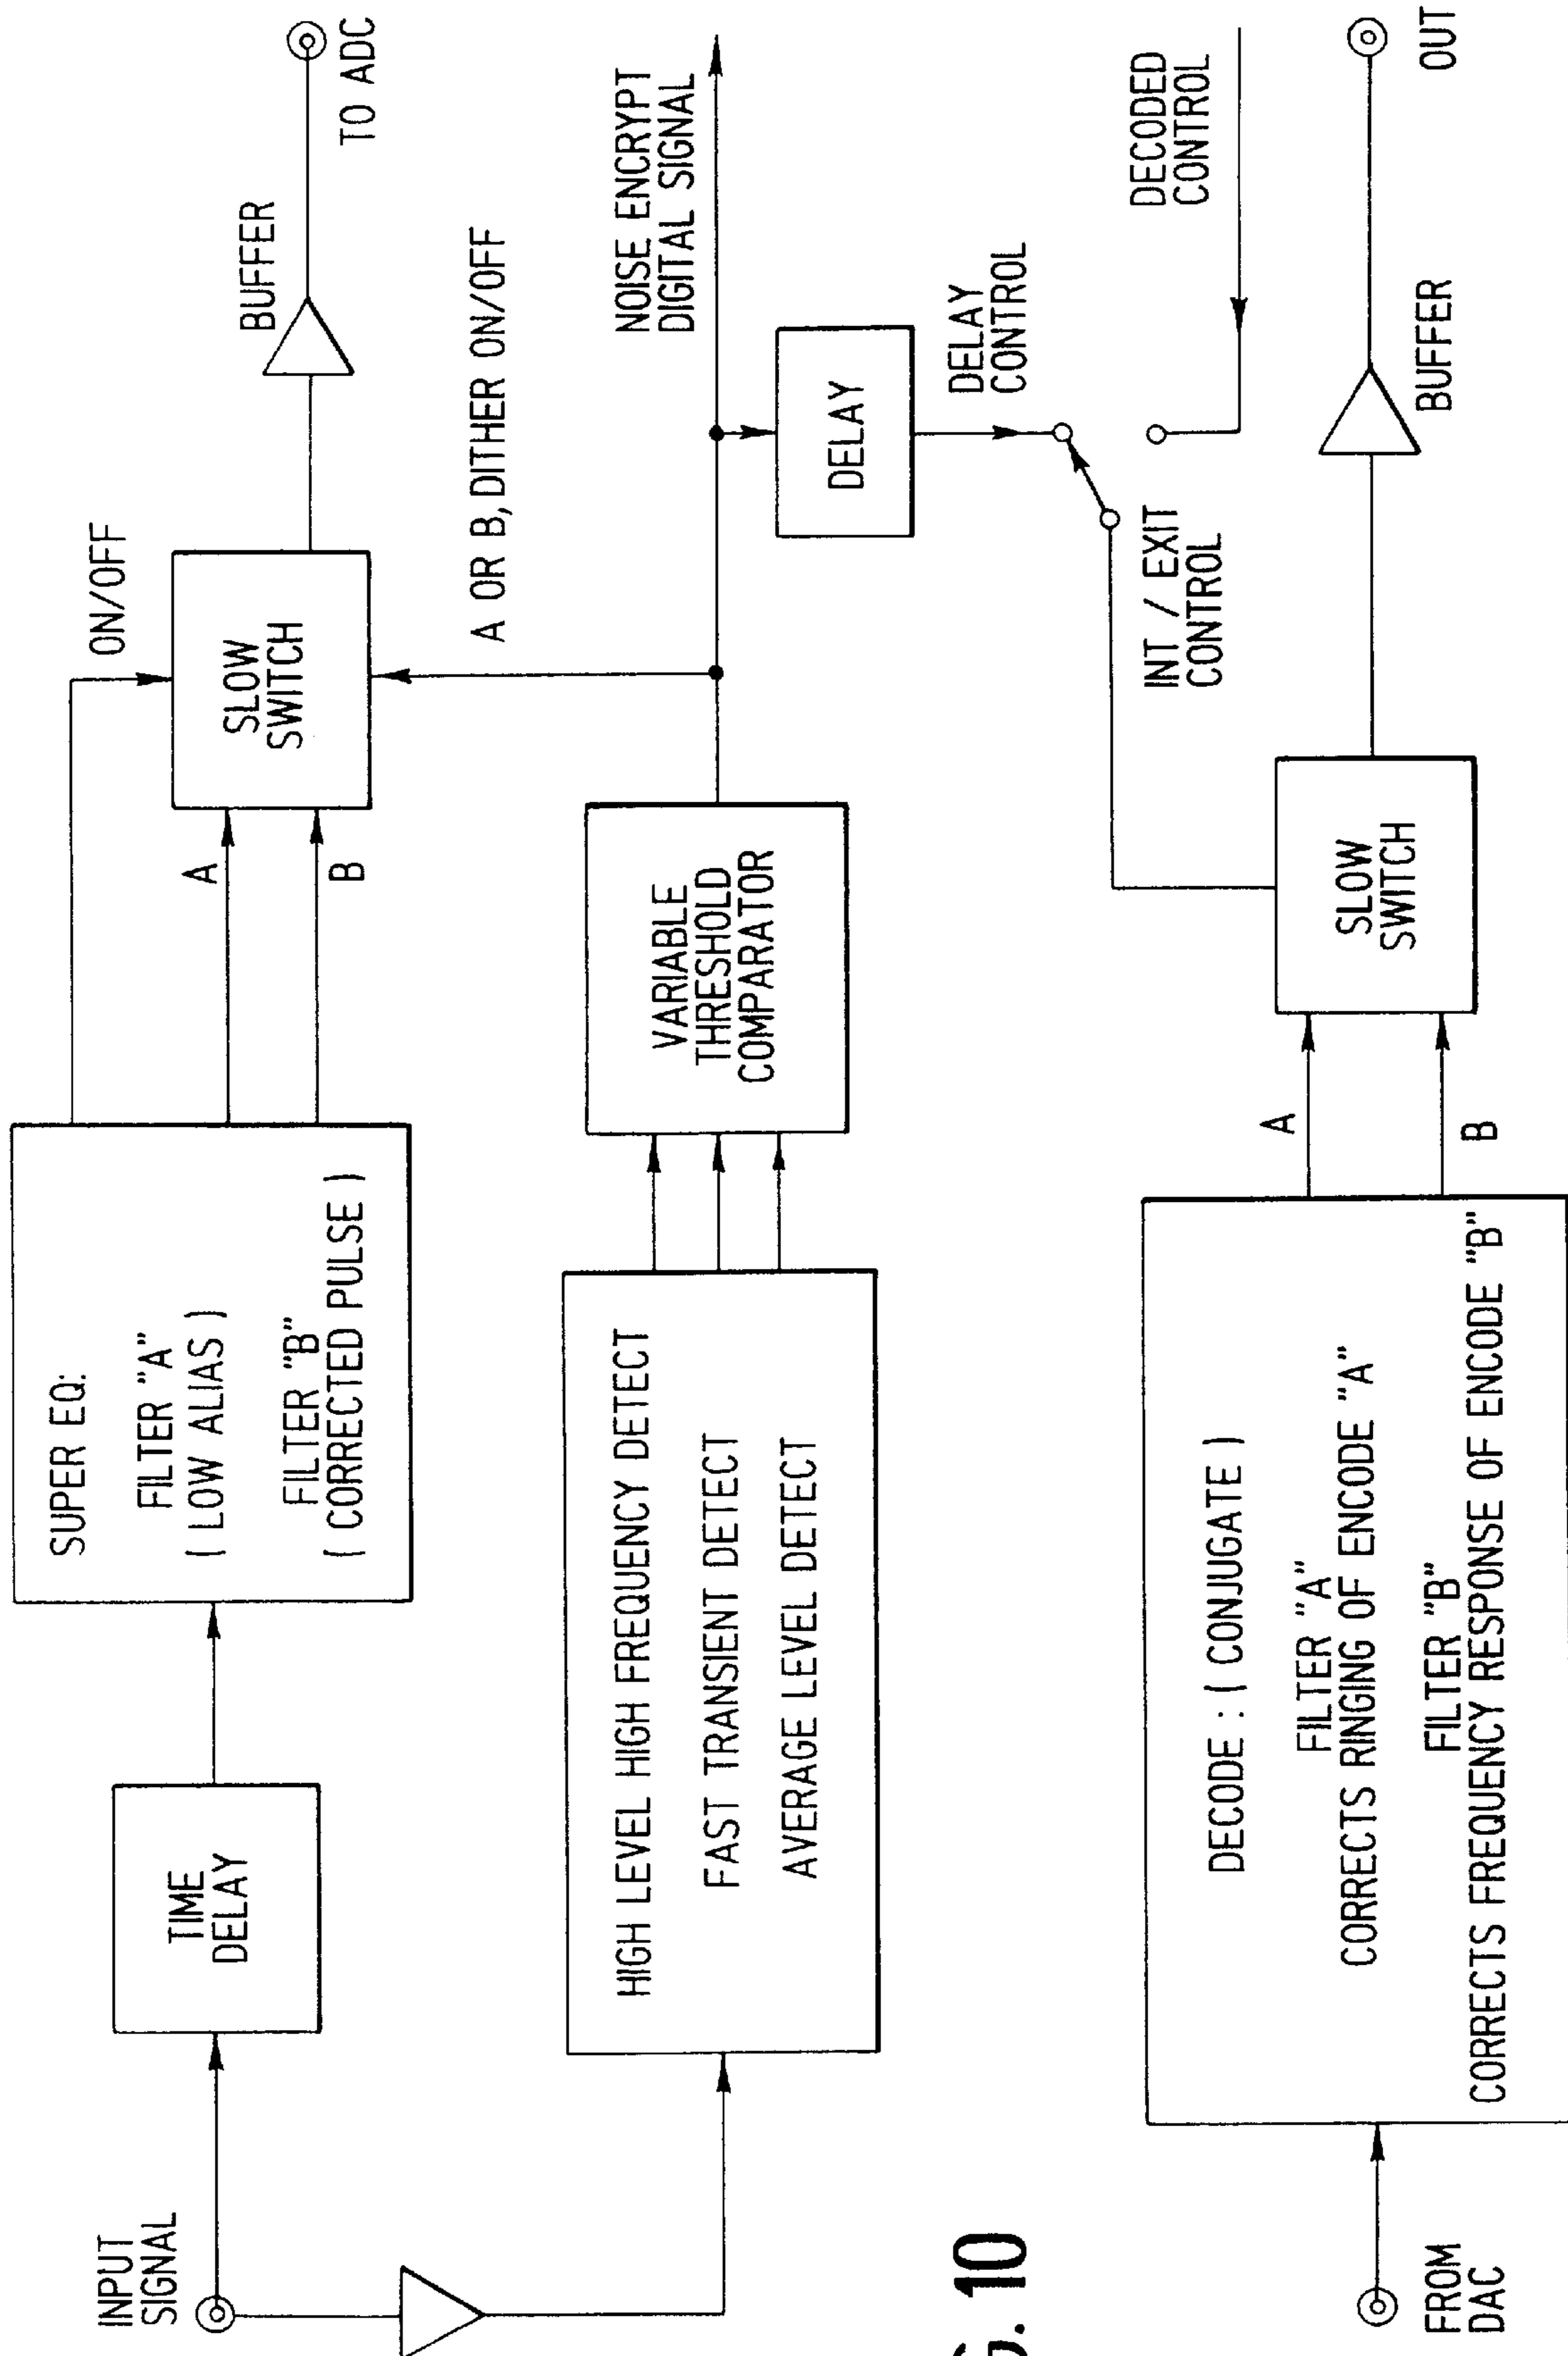 INPUT
SIGNAL
TIME
DELAY
SUPER EQ:
FILTER "A"
( LOW ALIAS )
FILTER "B"
( CORRECTED PULSE )
A
B
ON/OFF
SLOW
SWITCH
BUFFER
TO ADC
A OR B, DITHER ON/OFF
HIGH LEVEL HIGH FREQUENCY DETECT
FAST TRANSIENT DETECT
AVERAGE LEVEL DETECT
VARIABLE
THRESHOLD
COMPARATOR
NOISE ENCRYPT
DIGITAL SIGNAL
DELAY
DELAY
CONTROL
INT / EXIT
CONTROL
DECODED
CONTROL
G. 10
FROM
DAC
DECODE : ( CONJUGATE )
FILTER "A"
CORRECTS RINGING OF ENCODE "A"
FILTER "B"
CORRECTS FREQUENCY RESPONSE OF ENCODE "B"
A
B
SLOW
SWITCH
BUFFER
OUT